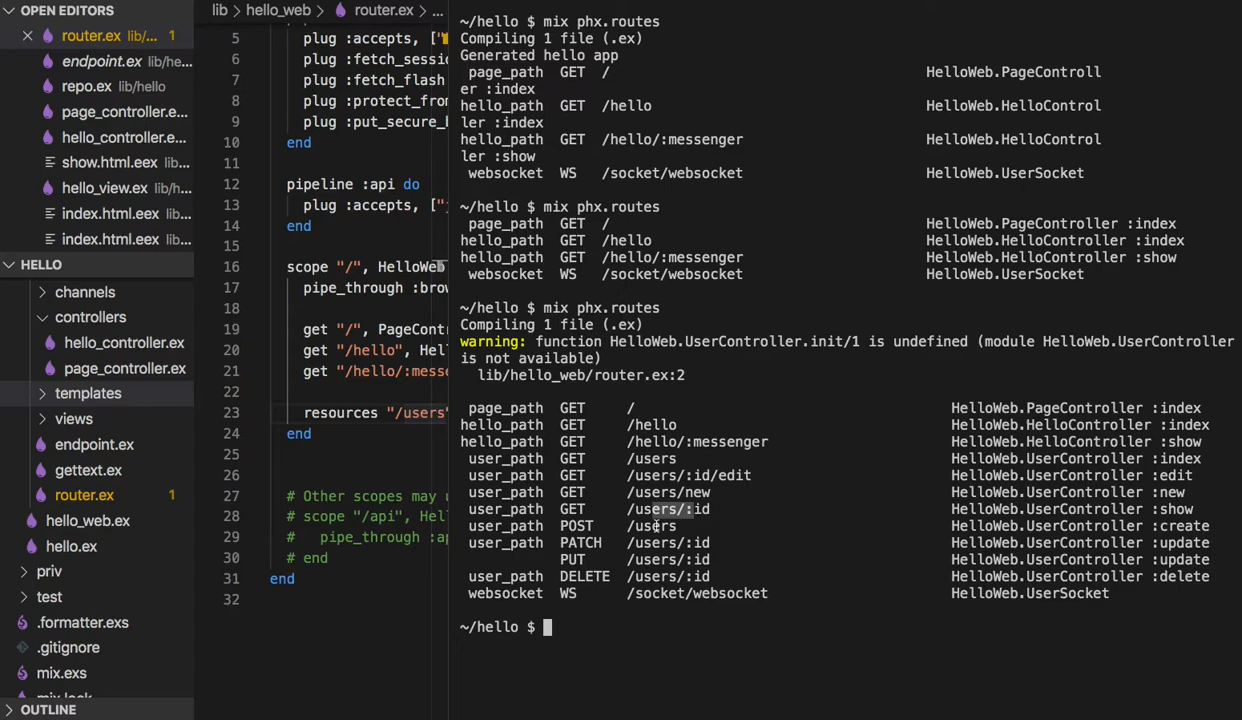 OPEN EDITORS
router.ex lib/... 1
endpoint.ex lib/he...
repo.ex lib/hello
page_controller.e...
hello_controller.e...
show.html.eex lib...
hello_view.ex lib/h...
index.html.eex lib...
index.html.eex lib...
HELLO
channels
controllers
hello_controller.ex
page_controller.ex
templates
views
endpoint.ex
gettext.ex
router.ex 1
hello_web.ex
hello.ex
priv
test
.formatter.exs
.gitignore
mix.exs
mix.lock
OUTLINE
lib > hello_web > router.ex > ...
5 plug :accepts, ["
6 plug :fetch_sessi
7 plug :fetch_flash
8 plug :protect_fro
9 plug :put_secure_b
10 end
11
12 pipeline :api do
13 plug :accepts, ["
14 end
15
16 scope "/", HelloWeb
17 pipe_through :bro
18
19 get "/", PageContr
20 get "/hello", Hel
21 get "/hello/:mess
22
23 resources "/users"
24 end
25
26
27 # Other scopes may u
28 # scope "/api", Hel
29 #   pipe_through :ap
30 # end
31 end
32
~/hello $ mix phx.routes
Compiling 1 file (.ex)
Generated hello app
page_path GET / HelloWeb.PageControll
er :index
hello_path GET /hello HelloWeb.HelloControl
ler :index
hello_path GET /hello/:messenger HelloWeb.HelloControl
ler :show
websocket WS /socket/websocket HelloWeb.UserSocket
~/hello $ mix phx.routes
page_path GET / HelloWeb.PageController :index
hello_path GET /hello HelloWeb.HelloController :index
hello_path GET /hello/:messenger HelloWeb.HelloController :show
websocket WS /socket/websocket HelloWeb.UserSocket
~/hello $ mix phx.routes
Compiling 1 file (.ex)
warning: function HelloWeb.UserController.init/1 is undefined (module HelloWeb.UserController
is not available)
lib/hello_web/router.ex:2
page_path GET / HelloWeb.PageController :index
hello_path GET /hello HelloWeb.HelloController :index
hello_path GET /hello/:messenger HelloWeb.HelloController :show
user_path GET /users HelloWeb.UserController :index
user_path GET /users/:id/edit HelloWeb.UserController :edit
user_path GET /users/new HelloWeb.UserController :new
user_path GET /users/:id HelloWeb.UserController :show
user_path POST /users HelloWeb.UserController :create
user_path PATCH /users/:id HelloWeb.UserController :update
PUT /users/:id HelloWeb.UserController :update
user_path DELETE /users/:id HelloWeb.UserController :delete
websocket WS /socket/websocket HelloWeb.UserSocket
~/hello $